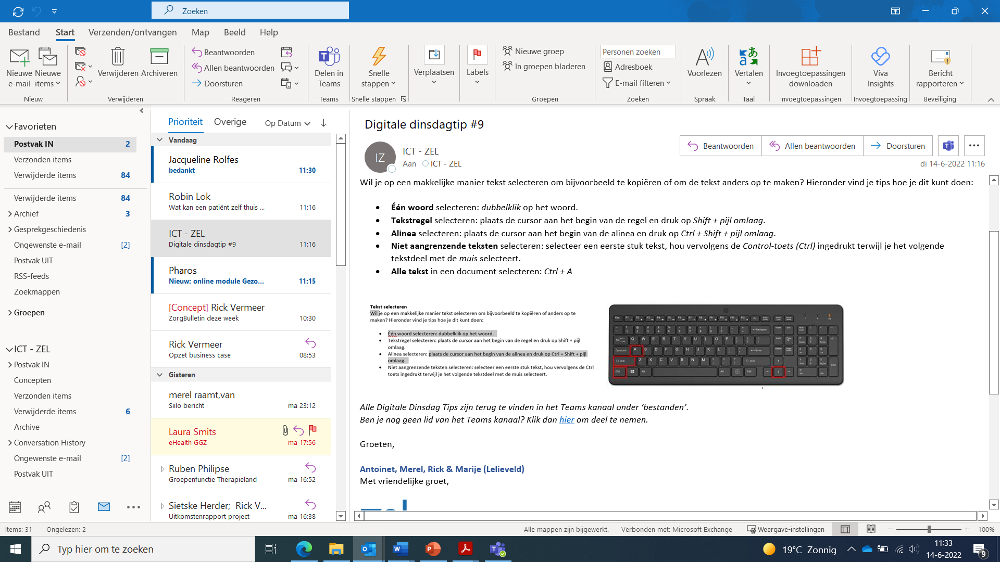 Zoeken
Bestand Start Verzenden/ontvangen Map Beeld Help
Nieuwe e-mail
Nieuwe items
Nieuw
Verwijderen
Archiveren
Verwijderen
Beantwoorden
Allen beantwoorden
Doorsturen
Reageren
Delen in Teams
Teams
Snelle stappen
Snelle stappen
Verplaatsen
Labels
Nieuwe groep
In groepen bladeren
Groepen
Personen zoeken
Adresboek
E-mail filteren
Zoeken
Voorlezen
Spraak
Vertalen
Taal
Invoegtoepassingen downloaden
Invoegtoepassingen
Viva Insights
Invoegtoepassing
Bericht rapporteren
Beveiliging
Favorieten
Postvak IN 2
Verzonden items
Verwijderde items 84
Verwijderde items 84
Archief 3
Gesprekgeschiedenis
Ongewenste e-mail [2]
Postvak UIT
RSS-feeds
Zoekmappen
Groepen
ICT - ZEL
Postvak IN
Concepten
Verzonden items
Verwijderde items 6
Archive
Conversation History
Ongewenste e-mail [2]
Postvak UIT
Prioriteit Overige Op Datum
Vandaag
Jacqueline Rolfes
bedankt 11:30
Robin Lok
Wat kan een patiënt zelf thuis ... 11:16
ICT - ZEL
Digitale dinsdagtip #9 11:16
Pharos
Nieuw: online module Gezo... 11:15
[Concept] Rick Vermeer
ZorgBulletin deze week 10:30
Rick Vermeer
Opzet business case 08:53
Gisteren
merel raamt,van
Siilo bericht ma 23:12
Laura Smits
eHealth GGZ ma 17:56
Ruben Philipse
Groepenfunctie Therapieland ma 16:52
Sietske Herder; Rick V...
Uitkomstenrapport project ma 16:38
Digitale dinsdagtip #9
IZ
ICT - ZEL
Aan ICT - ZEL
Beantwoorden Allen beantwoorden Doorsturen
di 14-6-2022 11:16
Wil je op een makkelijke manier tekst selecteren om bijvoorbeeld te kopiëren of om de tekst anders op te maken? Hieronder vind je tips hoe je dit kunt doen:
• Één woord selecteren: dubbelklik op het woord.
• Tekstregel selecteren: plaats de cursor aan het begin van de regel en druk op Shift + pijl omlaag.
• Alinea selecteren: plaats de cursor aan het begin van de alinea en druk op Ctrl + Shift + pijl omlaag.
• Niet aangrenzende teksten selecteren: selecteer een eerste stuk tekst, hou vervolgens de Control-toets (Ctrl) ingedrukt terwijl je het volgende
tekstdeel met de muis selecteert.
• Alle tekst in een document selecteren: Ctrl + A
Tekst selecteren
Wil je op een makkelijke manier tekst selecteren om bijvoorbeeld te kopiëren of anders op te
maken? Hieronder vind je tips hoe je dit kunt doen:
• Één woord selecteren: dubbelklik op het woord.
• Tekstregel selecteren: plaats de cursor aan het begin van de regel en druk op Shift + pijl
omlaag.
• Alinea selecteren: plaats de cursor aan het begin van de alinea en druk op Ctrl + Shift + pijl
omlaag.
• Niet aangrenzende teksten selecteren: selecteer een eerste stuk tekst, hou vervolgens de Ctrl
toets ingedrukt terwijl je het volgende tekstdeel met de muis selecteert.
Q W E R T Y U I O P
A S D F G H J K L
Z X C V B N M
Alle Digitale Dinsdag Tips zijn terug te vinden in het Teams kanaal onder ‘bestanden’.
Ben je nog geen lid van het Teams kanaal? Klik dan hier om deel te nemen.
Groeten,
Antoinet, Merel, Rick & Marije (Lelieveld)
Met vriendelijke groet,
Items: 31 Ongelezen: 2 Alle mappen zijn bijgewerkt. Verbonden met: Microsoft Exchange Weergave-instellingen 100%
Typ hier om te zoeken
19°C Zonnig
11:33
14-6-2022
9